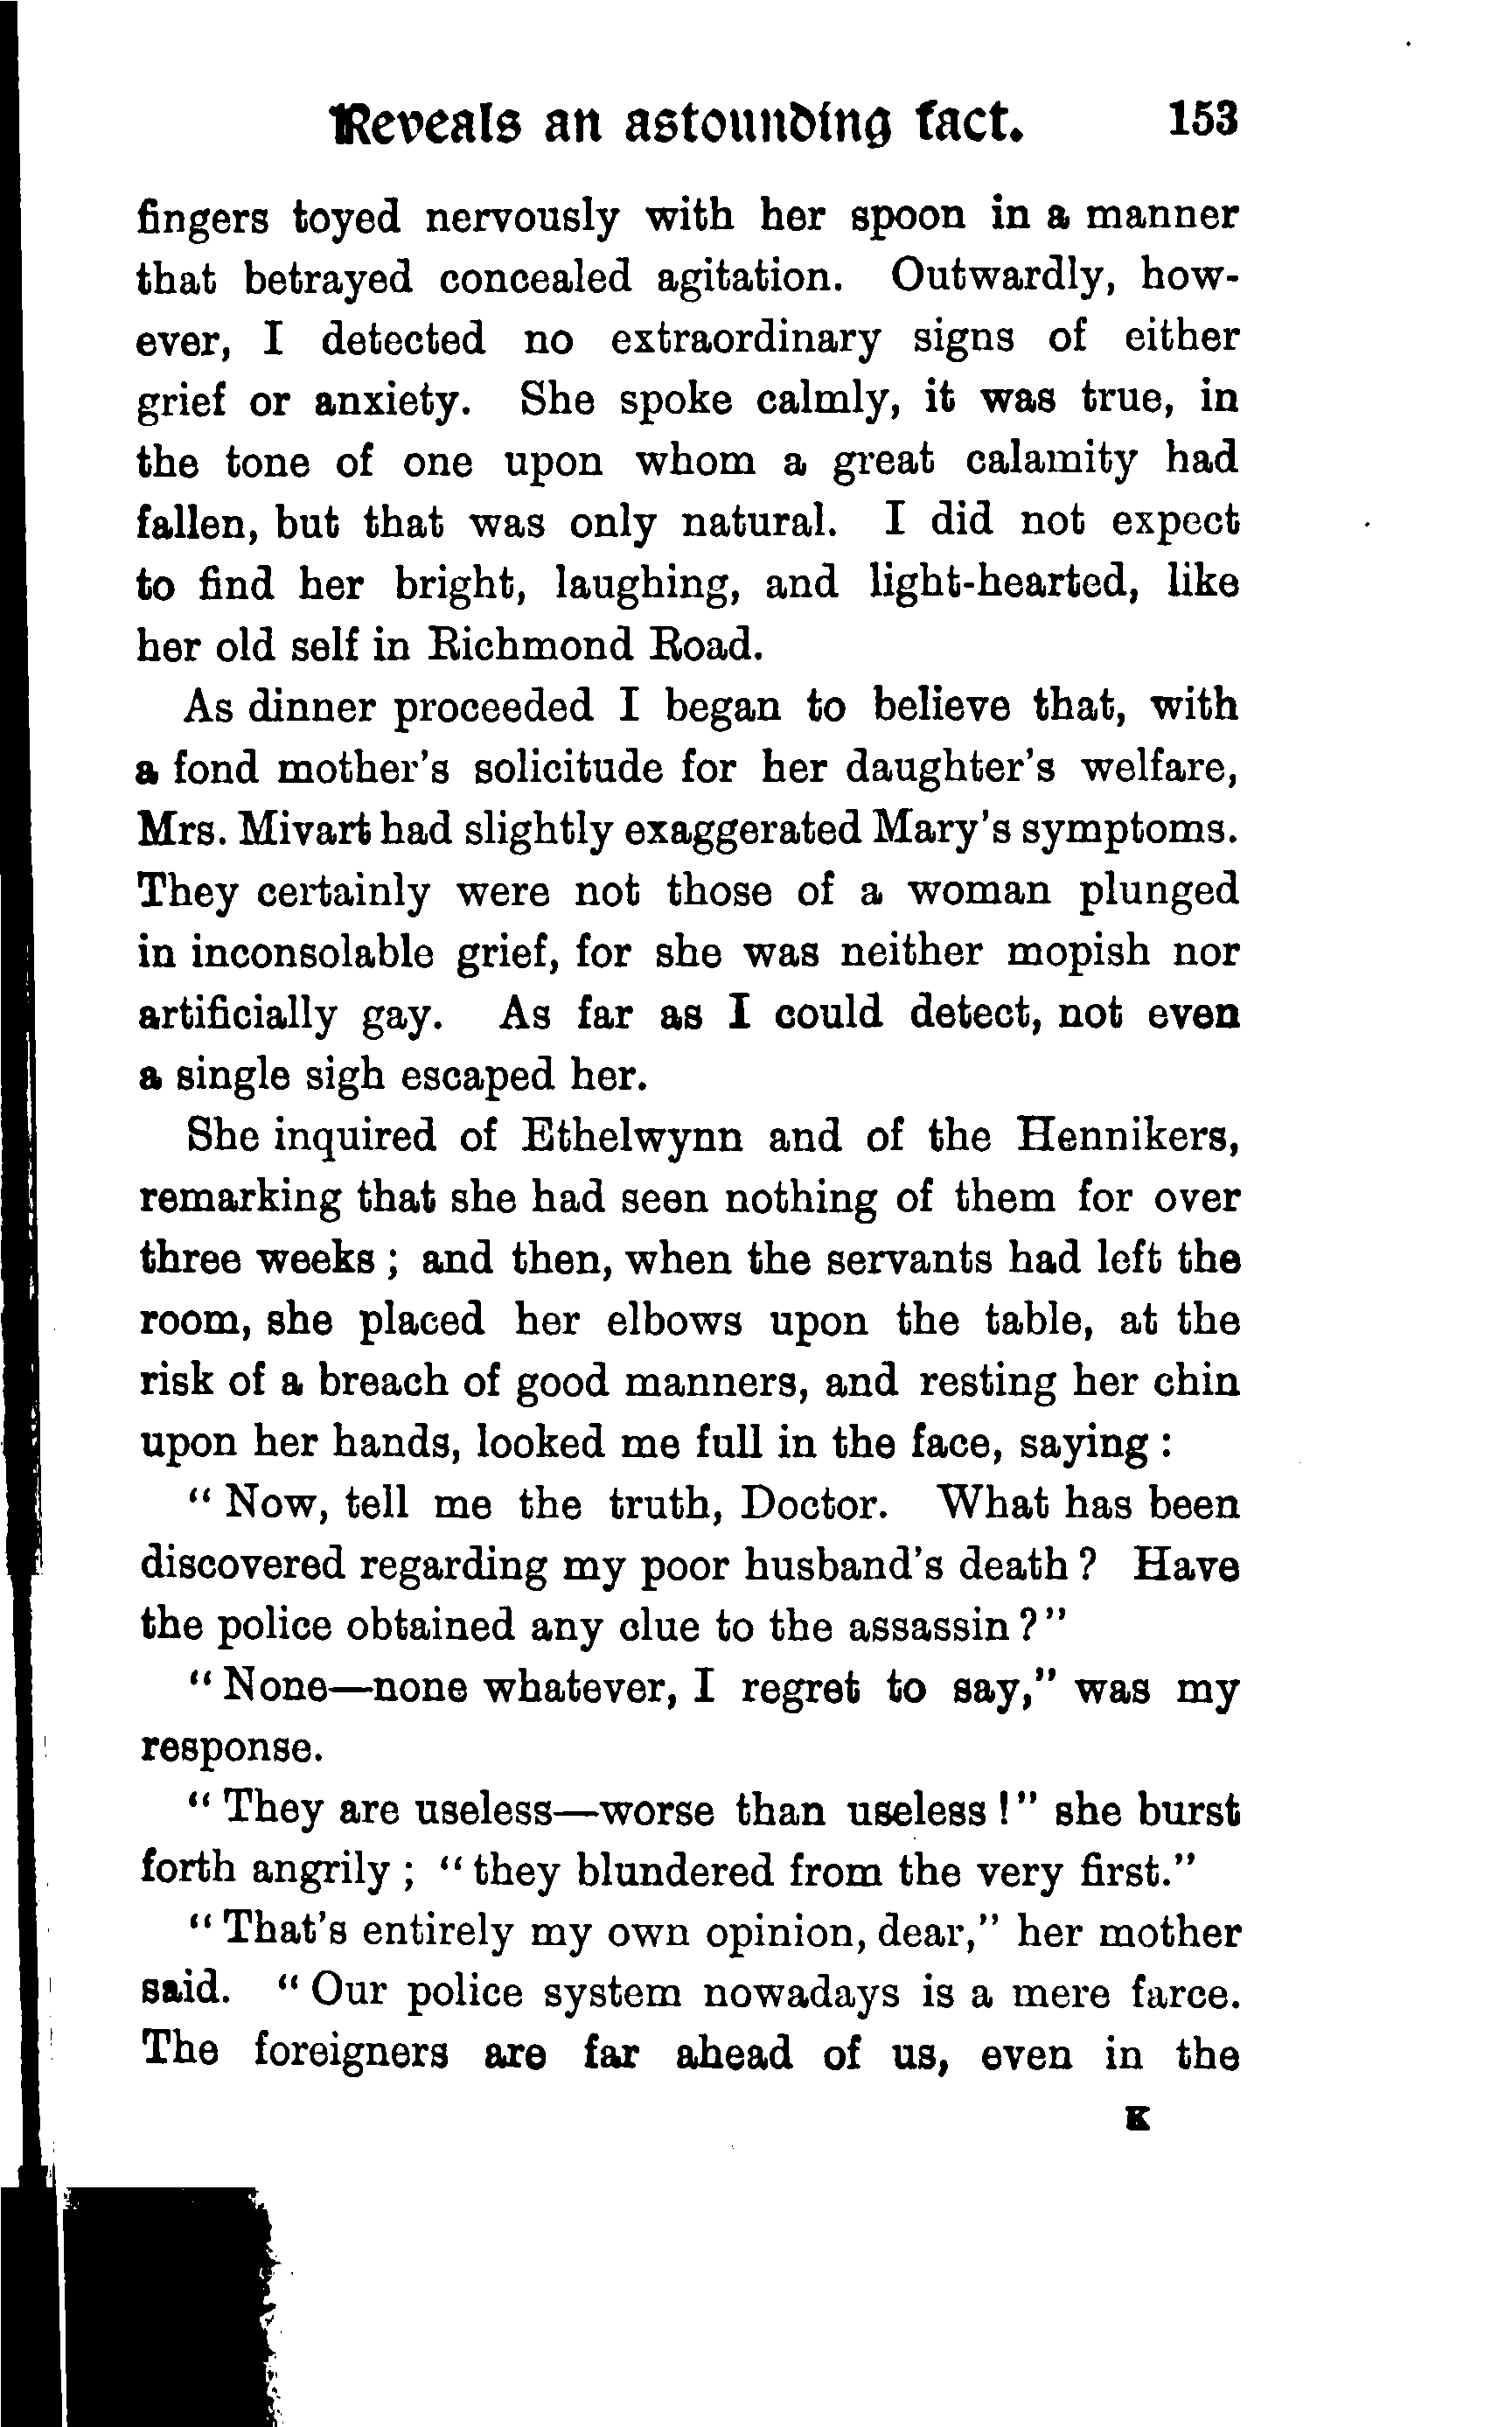 Reveals an astounding fact. 153
fingers toyed nervously with her spoon in a manner
that betrayed concealed agitation. Outwardly, how-
ever, I detected no extraordinary signs of either
grief or anxiety. She spoke calmly, it was true, in
the tone of one upon whom a great calamity had
fallen, but that was only natural. I did not expect
to find her bright, laughing, and light-hearted, like
her old self in Richmond Road.
As dinner proceeded I began to believe that, with
a fond mother's solicitude for her daughter's welfare,
Mrs. Mivart had slightly exaggerated Mary's symptoms.
They certainly were not those of a woman plunged
in inconsolable grief, for she was neither mopish nor
artificially gay. As far as I could detect, not even
a single sigh escaped her.
She inquired of Ethelwynn and of the Hennikers,
remarking that she had seen nothing of them for over
three weeks ; and then, when the servants had left the
room, she placed her elbows upon the table, at the
risk of a breach of good manners, and resting her chin
upon her hands, looked me full in the face, saying :
" Now, tell me the truth, Doctor. What has been
discovered regarding my poor husband's death ? Have
the police obtained any clue to the assassin ?"
" None—none whatever, I regret to say," was my
response.
" They are useless—worse than useless !" she burst
forth angrily ; " they blundered from the very first."
" That's entirely my own opinion, dear," her mother
said. " Our police system nowadays is a mere farce.
The foreigners are far ahead of us, even in the
K